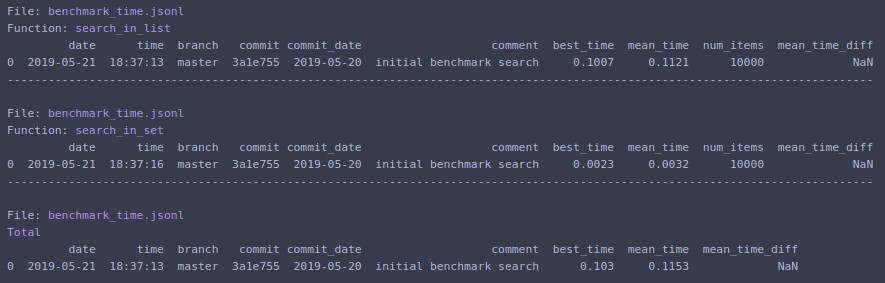 File: benchmark_time.jsonl
Function: search_in_list
date time branch commit commit_date comment best_time mean_time num_items mean_time_diff
0 2019-05-21 18:37:13 master 3a1e755 2019-05-20 initial benchmark search 0.1007 0.1121 10000 NaN
--------------------------------------------------------------------------------------------------------------------------------
File: benchmark_time.jsonl
Function: search_in_set
date time branch commit commit_date comment best_time mean_time num_items mean_time_diff
0 2019-05-21 18:37:16 master 3a1e755 2019-05-20 initial benchmark search 0.0023 0.0032 10000 NaN
--------------------------------------------------------------------------------------------------------------------------------
File: benchmark_time.jsonl
Total
date time branch commit commit_date comment best_time mean_time mean_time_diff
0 2019-05-21 18:37:13 master 3a1e755 2019-05-20 initial benchmark search 0.103 0.1153 NaN